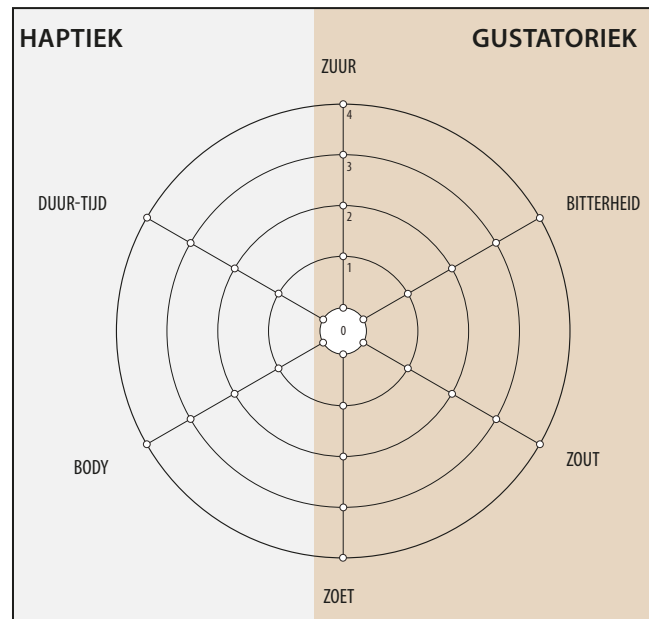 HAPTIEK
GUSTATORIEK
ZUUR
4
3
DUUR-TIJD
BITTERHEID
2
1
0
BODY
ZOUT
ZOET